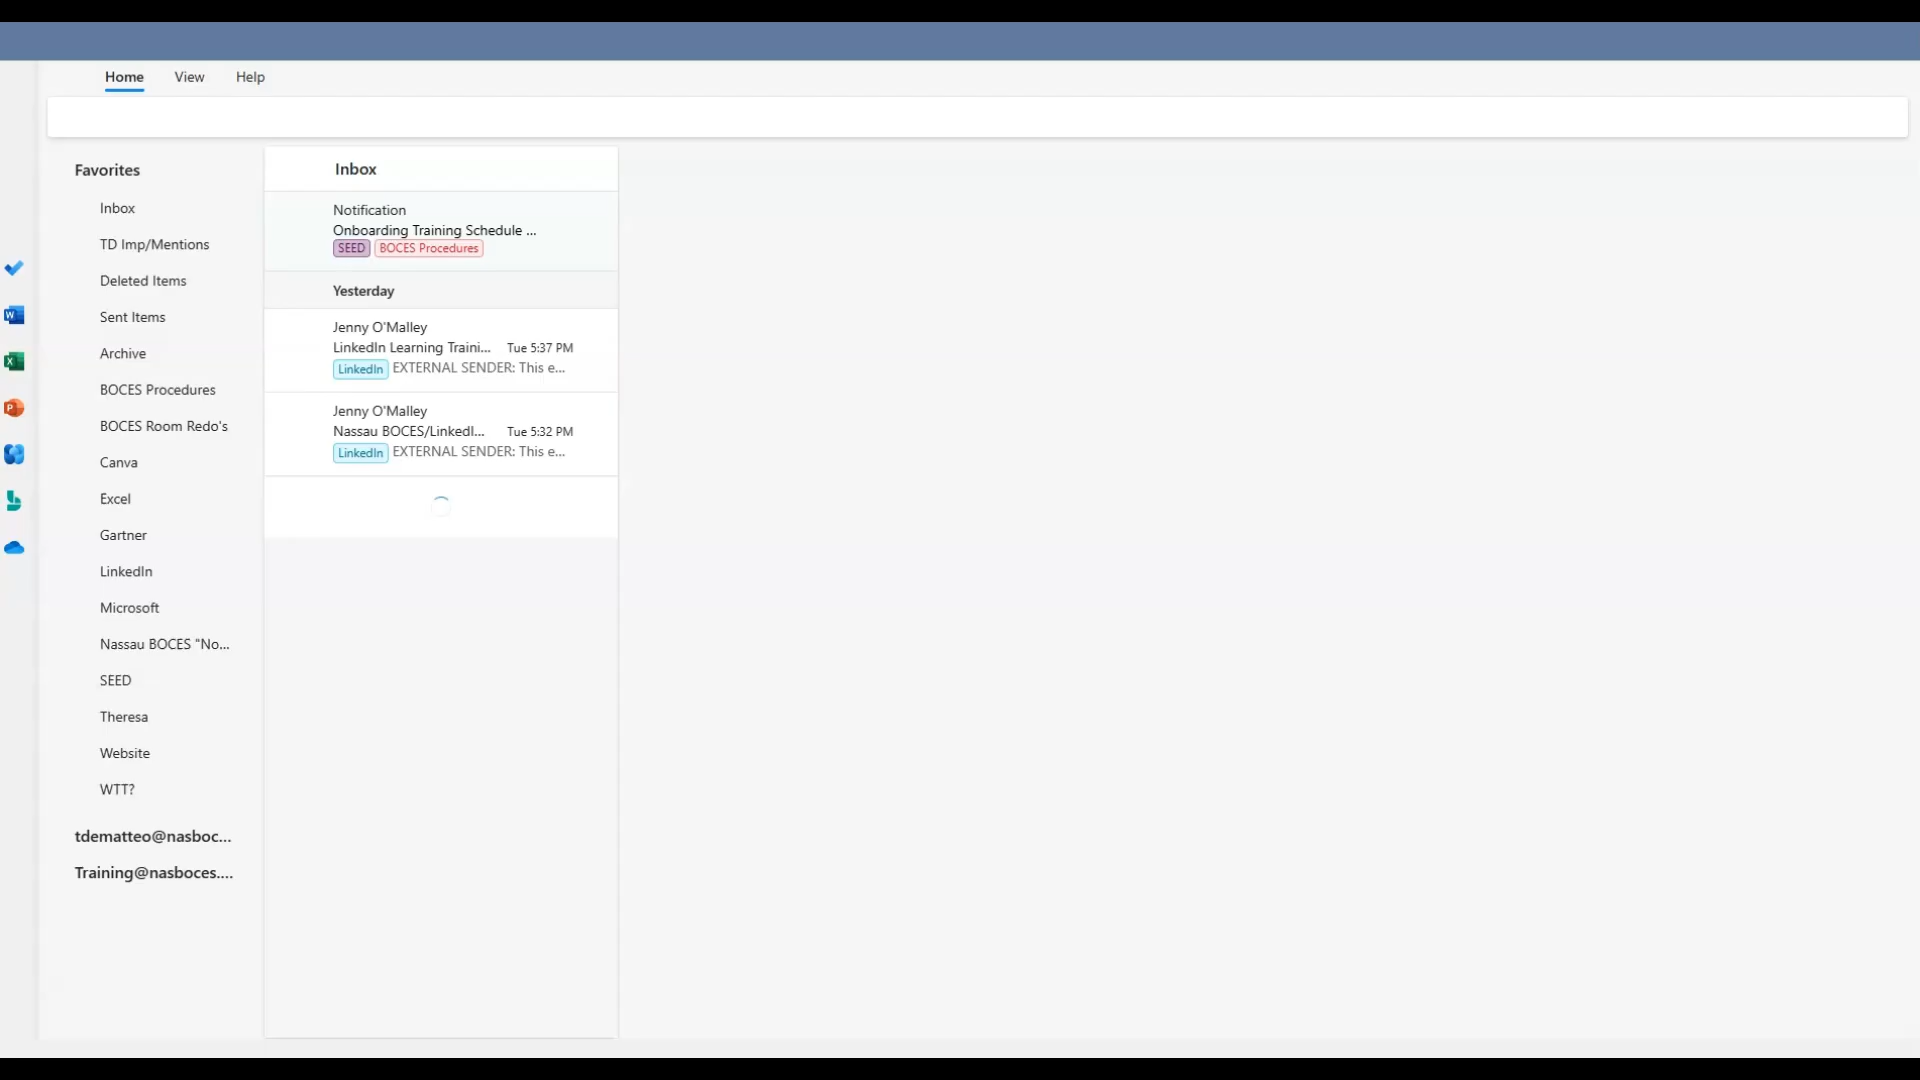 Home View Help
Favorites
Inbox
TD Imp/Mentions
Deleted Items
Sent Items
Archive
BOCES Procedures
BOCES Room Redo's
Canva
Excel
Gartner
LinkedIn
Microsoft
Nassau BOCES "No...
SEED
Theresa
Website
WTT?
tdematteo@nasboc...
Training@nasboces....
Inbox
Notification
Onboarding Training Schedule ...
SEED BOCES Procedures
Yesterday
Jenny O'Malley
LinkedIn Learning Traini... Tue 5:37 PM
LinkedIn EXTERNAL SENDER: This e...
Jenny O'Malley
Nassau BOCES/LinkedI... Tue 5:32 PM
LinkedIn EXTERNAL SENDER: This e...